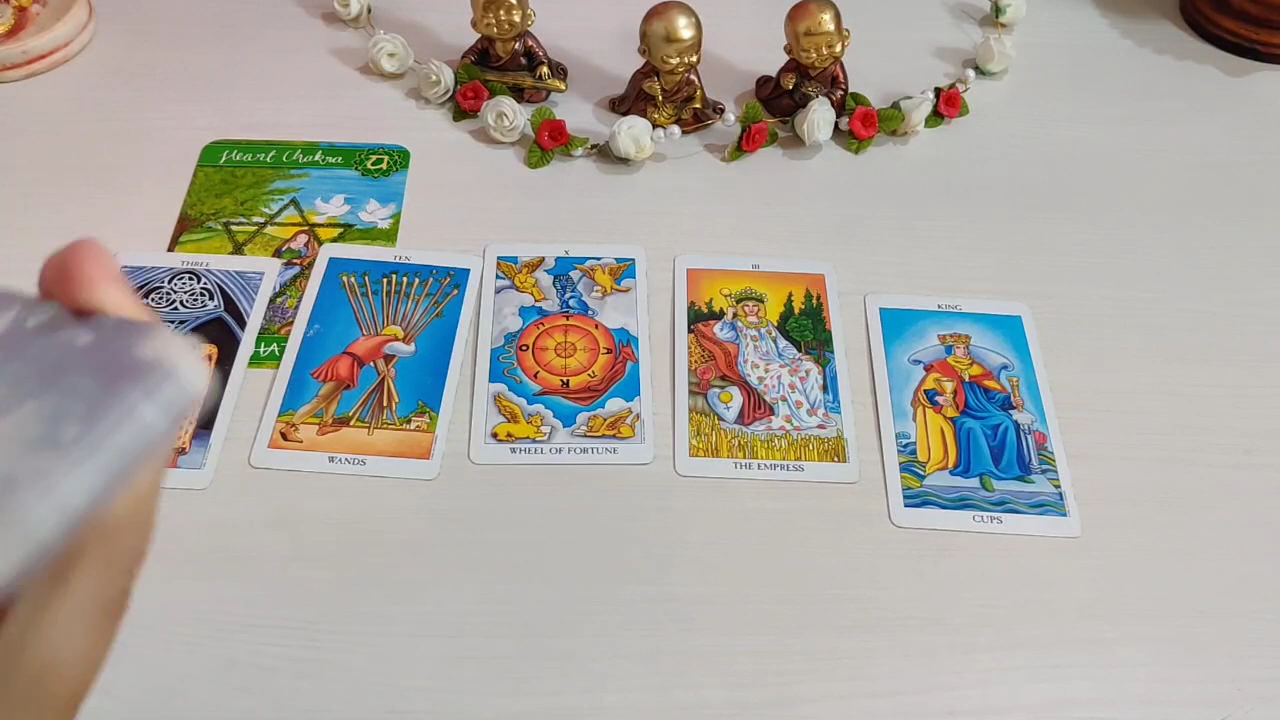 Heart Chakra
THREE
TEN
WANDS
X
WHEEL OF FORTUNE
III
THE EMPRESS
KING
CUPS